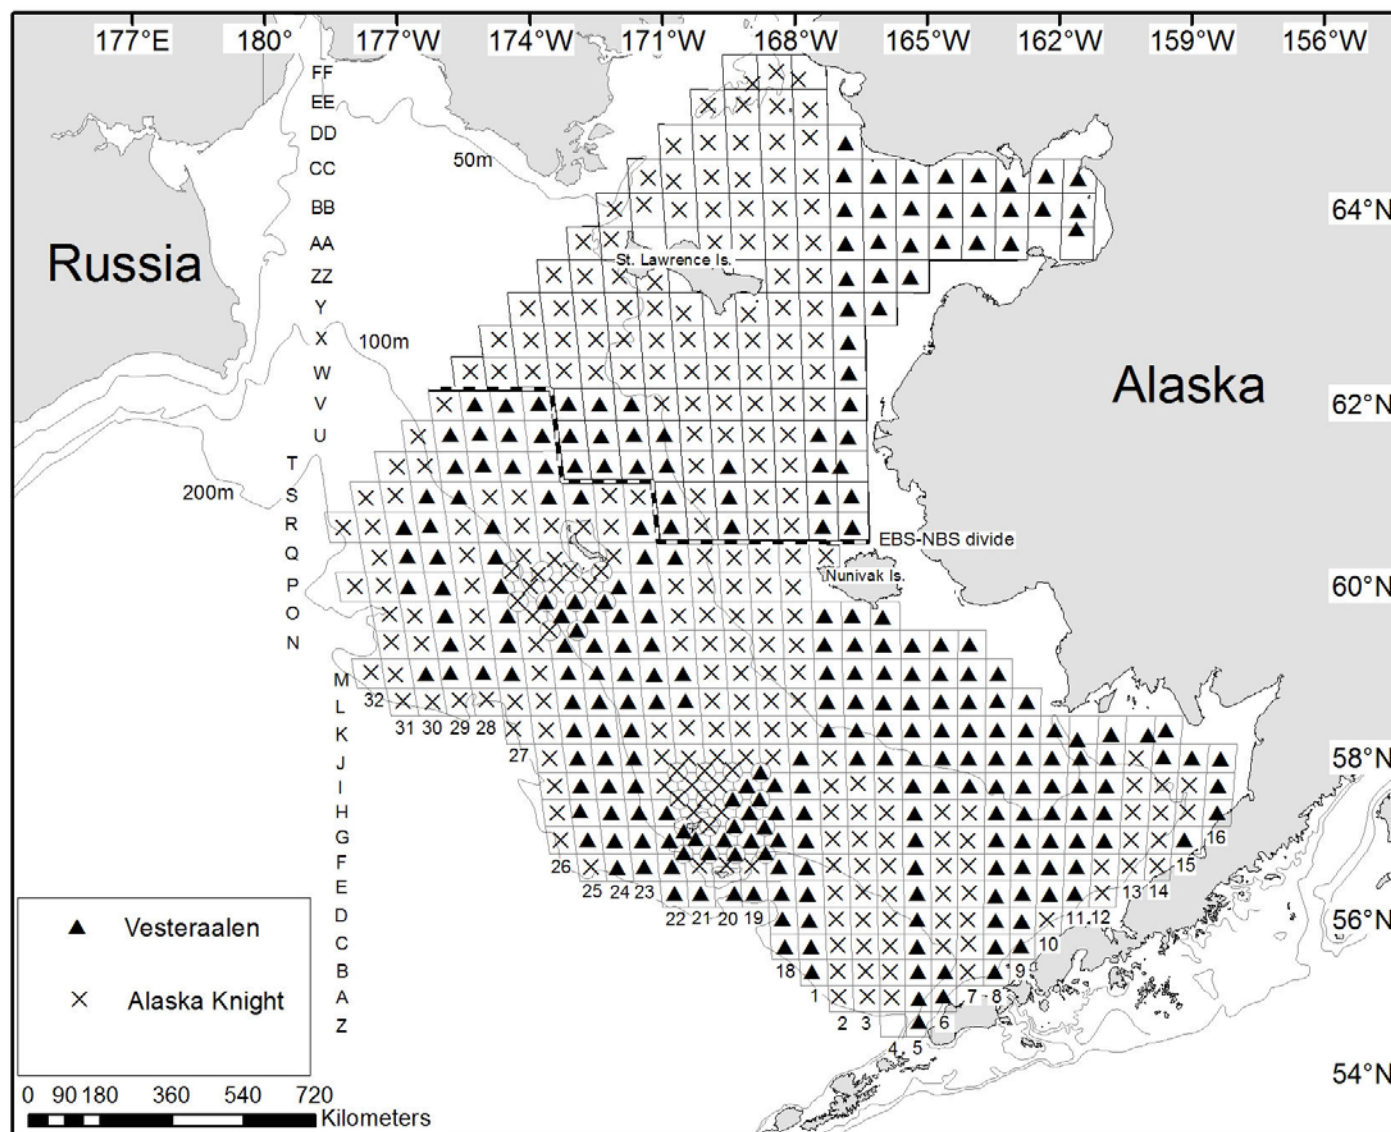 177°E 180° 177°W 174°W 171°W 168°W 165°W 162°W 159°W 156°W
FF
EE
DD
50m
CC
BB
64°N
AA
Russia
St. Lawrence Is.
ZZ
Y
X
100m
W
Alaska
V
62°N
U
T
200m
S
R
EBS-NBS divide
Q
Nunivak Is.
P
60°N
O
N
M
32
L
31 30 29 28
K
27
J
58°N
I
H
G
16
26
15
F
25 24 23
E
13 14
22 21 20 19
D
11 12
56°N
C
10
18
B
9
1
A
7 8
2 3
Z
6
4 5
54°N
Vesteraalen
Alaska Knight
0 90 180 360 540 720
Kilometers